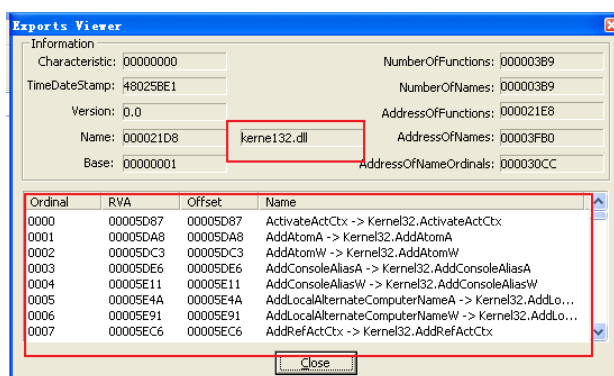 Exports Viewer
Information
Characteristic: 00000000 NumberOfFunctions: 000003B9
TimeDateStamp: 48025BE1 NumberOfNames: 000003B9
Version: 0.0 AddressOfFunctions: 000021E8
Name: 000021D8 kerne132.dll AddressOfNames: 00003FB0
Base: 00000001 AddressOfNameOrdinals: 000030CC
Ordinal RVA Offset Name
0000 00005D87 00005D87 ActivateActCtx -> Kernel32.ActivateActCtx
0001 00005DA8 00005DA8 AddAtomA -> Kernel32.AddAtomA
0002 00005DC3 00005DC3 AddAtomW -> Kernel32.AddAtomW
0003 00005DE6 00005DE6 AddConsoleAliasA -> Kernel32.AddConsoleAliasA
0004 00005E11 00005E11 AddConsoleAliasW -> Kernel32.AddConsoleAliasW
0005 00005E4A 00005E4A AddLocalAlternateComputerNameA -> Kernel32.AddLo...
0006 00005E91 00005E91 AddLocalAlternateComputerNameW -> Kernel32.AddLo...
0007 00005EC6 00005EC6 AddRefActCtx -> Kernel32.AddRefActCtx
Close